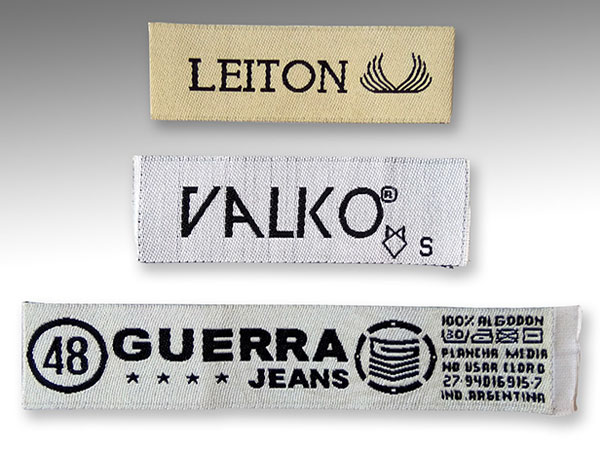 LEITON
VALKO®
S
48
GUERRA
★ ★ ★ ★ JEANS
100% ALGODON
PLANCHA MEDIA
NO USAR CLORO
27-94016915-7
IND. ARGENTINA